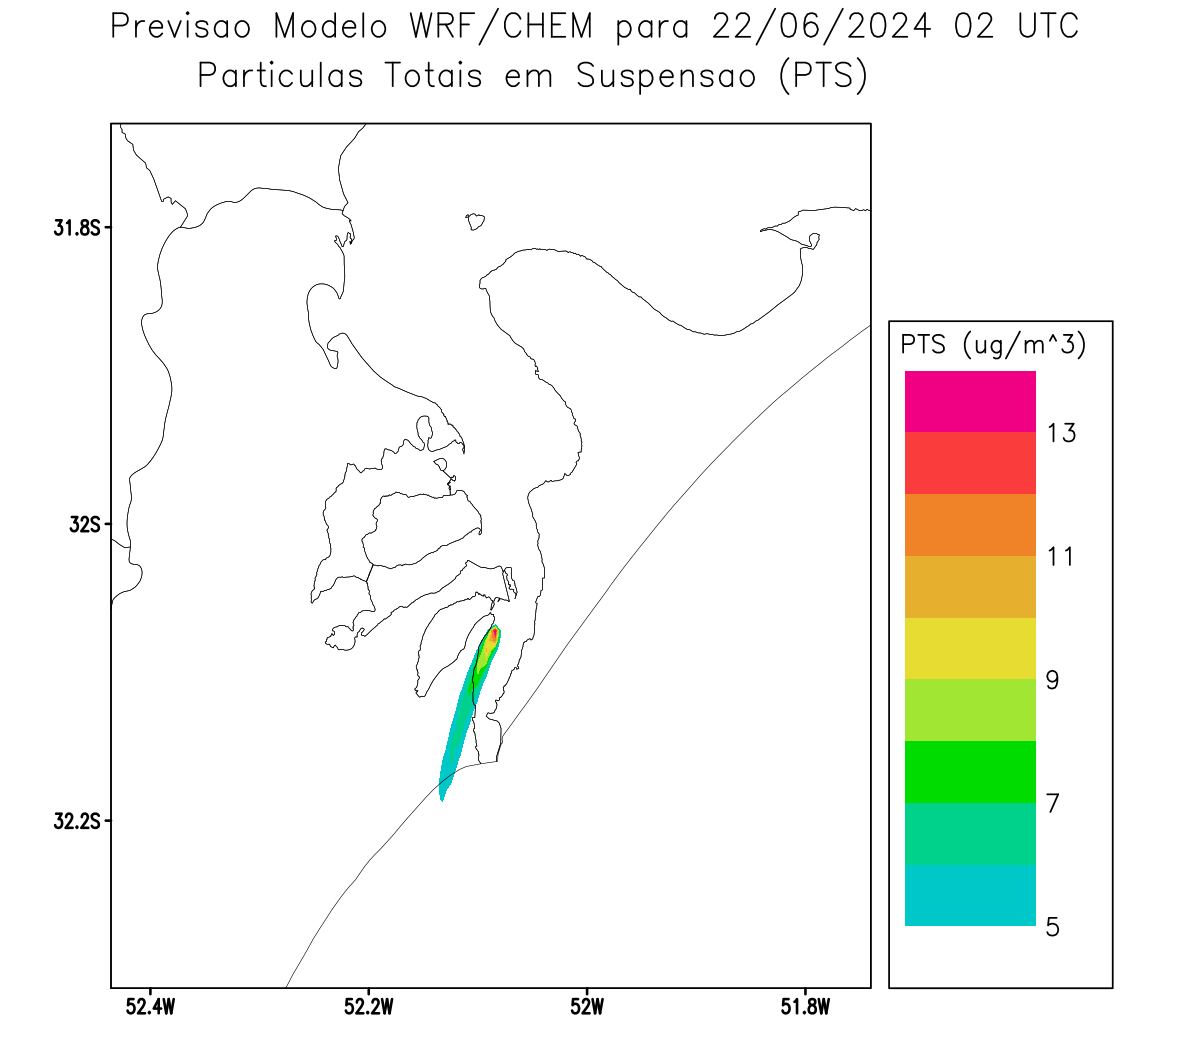 Previsao Modelo WRF/CHEM para 22/06/2024 02 UTC
Particulas Totais em Suspensao (PTS)
31.8S
32S
32.2S
52.4W
52.2W
52W
51.8W
PTS (ug/m^3)
13
11
9
7
5